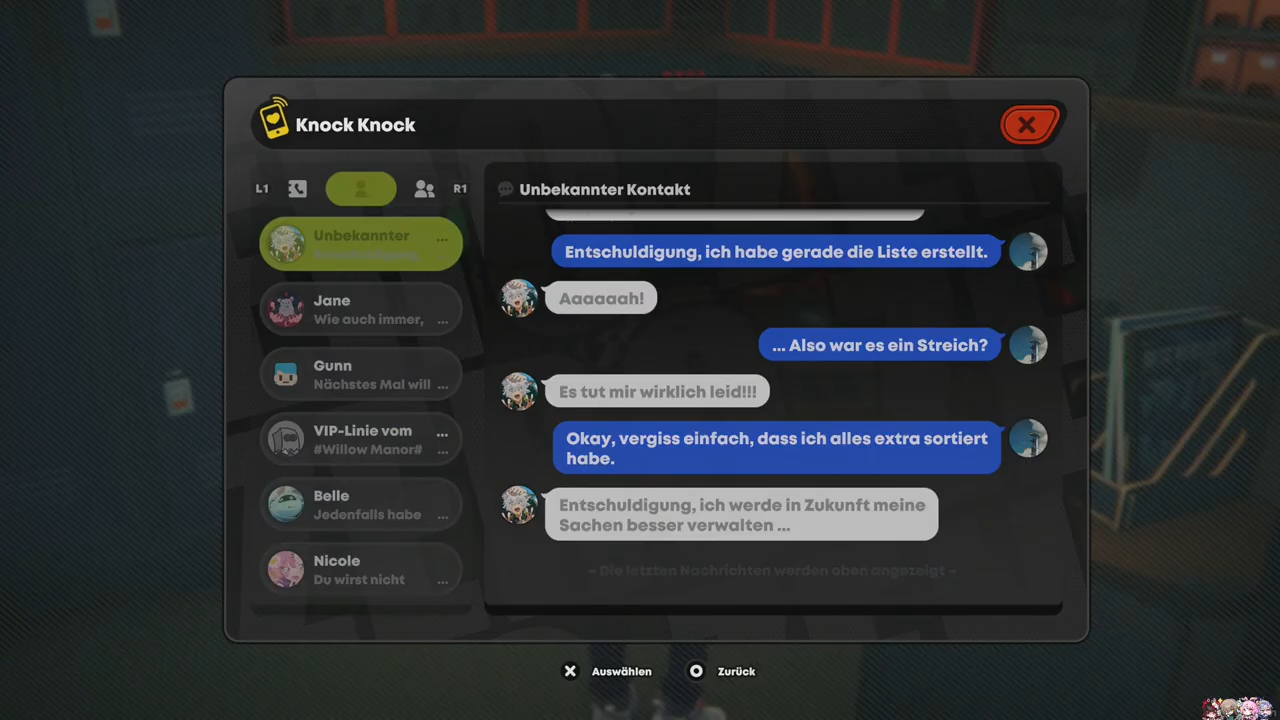 Knock Knock
L1
R1
Unbekannter
...
Jane
Wie auch immer, ...
Gunn
Nächstes Mal will ...
VIP-Linie vom ...
#Willow Manor# ...
Belle
Jedenfalls habe ...
Nicole
Du wirst nicht ...
Unbekannter Kontakt
Entschuldigung, ich habe gerade die Liste erstellt.
Aaaaaah!
... Also war es ein Streich?
Es tut mir wirklich leid!!!
Okay, vergiss einfach, dass ich alles extra sortiert
habe.
Entschuldigung, ich werde in Zukunft meine
Sachen besser verwalten ...
– Die letzten Nachrichten werden oben angezeigt –
Auswählen
Zurück